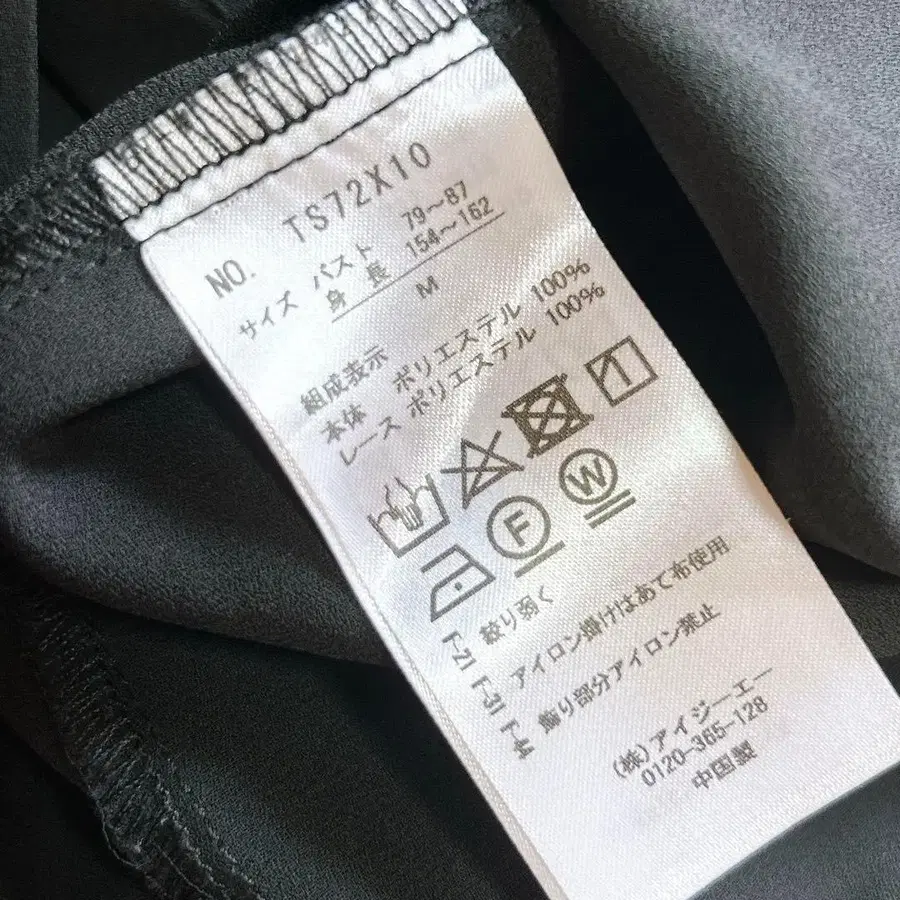 NO. TS72X10
サイズ バスト 79～87
身長 154～162
M
組成表示
本体 ポリエステル 100%
レース ポリエステル 100%
F W
F-21 絞り弱く
F-31 アイロン掛けはあて布使用
F-44 飾り部分アイロン禁止
(株)アイジーエー
0120-365-128
中国製